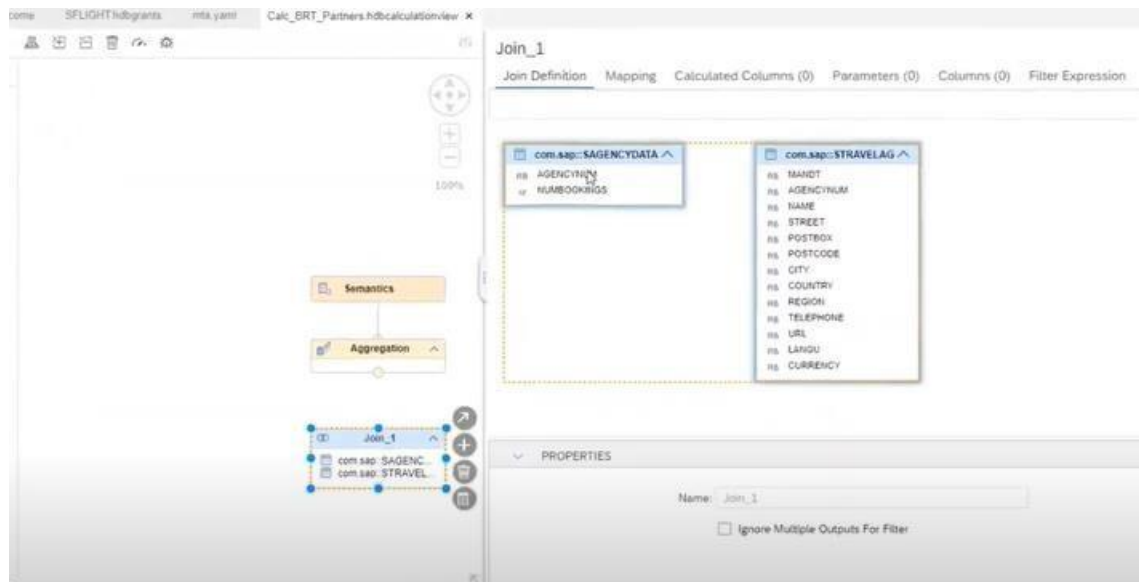 come SFLIGHT.hdbgrants mta.yaml Calc_BRT_Partners.hdbcalculationview ×
Join_1
Join Definition Mapping Calculated Columns (0) Parameters (0) Columns (0) Filter Expression
com.sap::SAGENCYDATA com.sap::STRAVELAG
AGENCYNUM MANDT
NUMBOOKINGS AGENCYNUM
NAME
STREET
POSTBOX
POSTCODE
CITY
COUNTRY
REGION
TELEPHONE
URL
LANGU
CURRENCY
100%
Semantics
Aggregation
Join_1
com.sap::SAGENC...
com.sap::STRAVEL...
PROPERTIES
Name: Join_1
Ignore Multiple Outputs For Filter